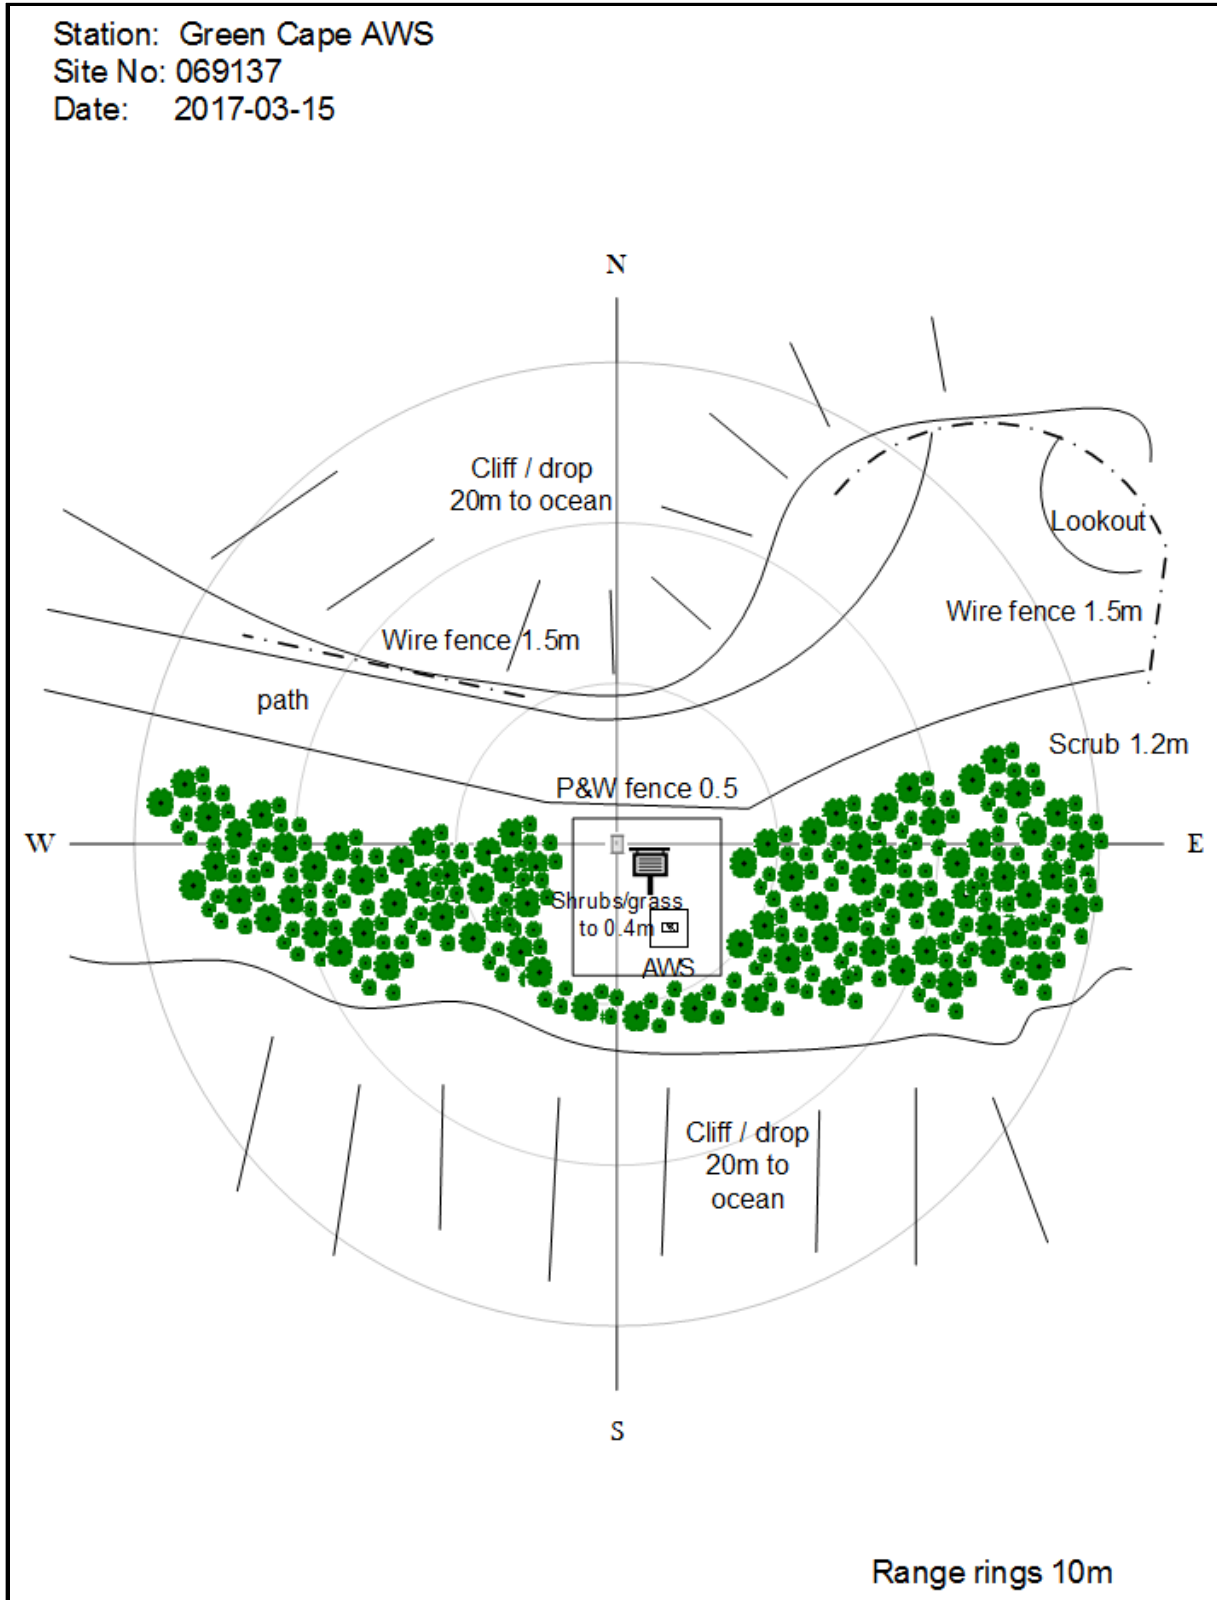 Station: Green Cape AWS
Site No: 069137
Date: 2017-03-15
N
Cliff / drop
20m to ocean
Lookout
Wire fence 1.5m
Wire fence 1.5m
path
Scrub 1.2m
P&W fence 0.5
W
E
Shrubs/grass
to 0.4m
AWS
Cliff / drop
20m to
ocean
S
Range rings 10m